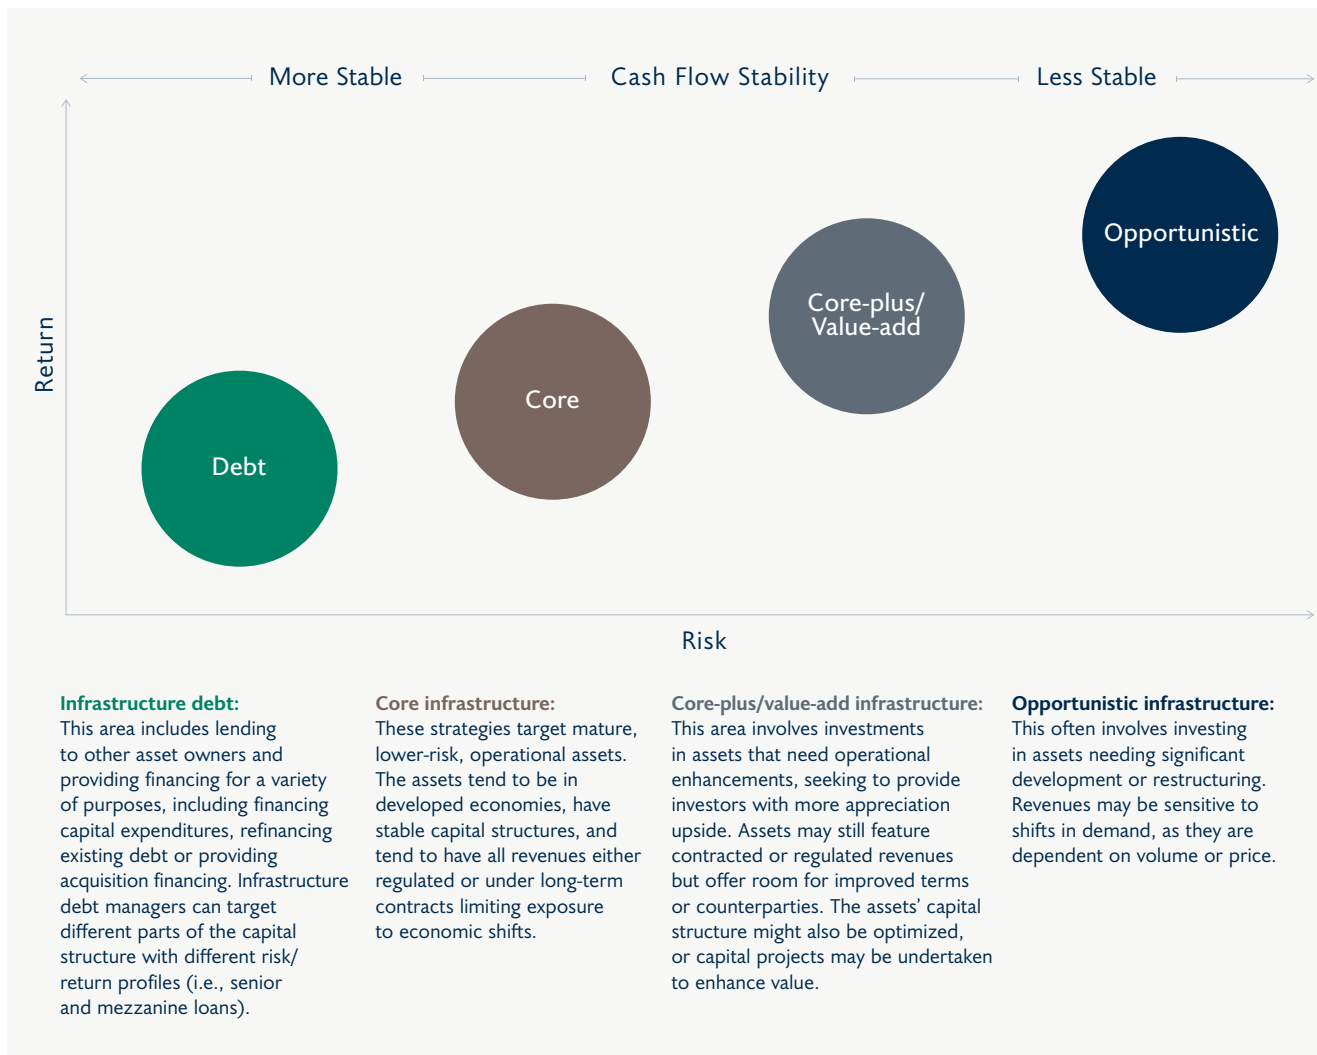 More Stable
Cash Flow Stability
Less Stable
Return
Opportunistic
Core-plus/
Value-add
Core
Debt
Risk
Infrastructure debt:
This area includes lending
to other asset owners and
providing financing for a variety
of purposes, including financing
capital expenditures, refinancing
existing debt or providing
acquisition financing. Infrastructure
debt managers can target
different parts of the capital
structure with different risk/
return profiles (i.e., senior
and mezzanine loans).
Core infrastructure:
These strategies target mature,
lower-risk, operational assets.
The assets tend to be in
developed economies, have
stable capital structures, and
tend to have all revenues either
regulated or under long-term
contracts limiting exposure
to economic shifts.
Core-plus/value-add infrastructure:
This area involves investments
in assets that need operational
enhancements, seeking to provide
investors with more appreciation
upside. Assets may still feature
contracted or regulated revenues
but offer room for improved terms
or counterparties. The assets’ capital
structure might also be optimized,
or capital projects may be undertaken
to enhance value.
Opportunistic infrastructure:
This often involves investing
in assets needing significant
development or restructuring.
Revenues may be sensitive to
shifts in demand, as they are
dependent on volume or price.